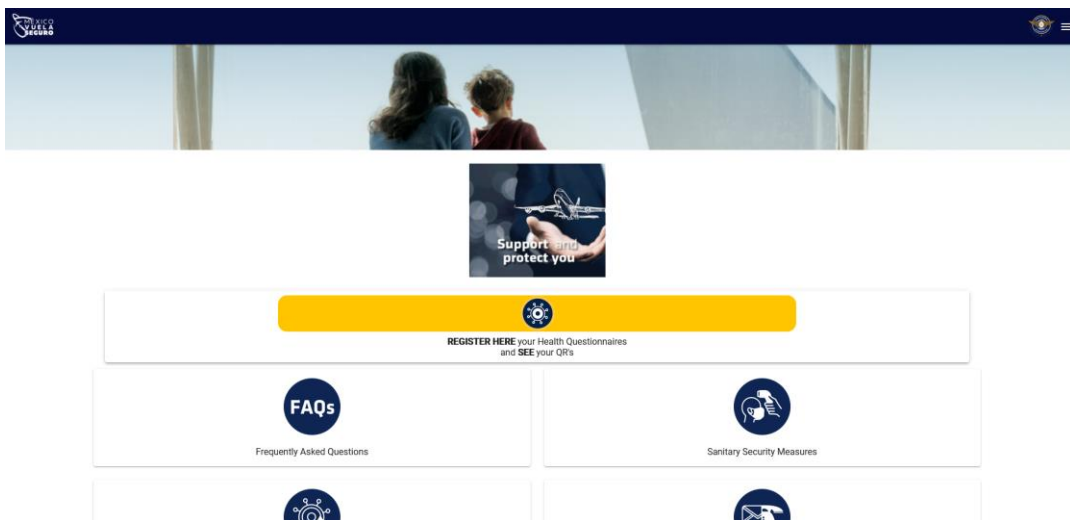 MEXICO
VUELA
SEGURO
Support and
protect you
REGISTER HERE your Health Questionnaires
and SEE your QR's
FAQs
Frequently Asked Questions
Sanitary Security Measures